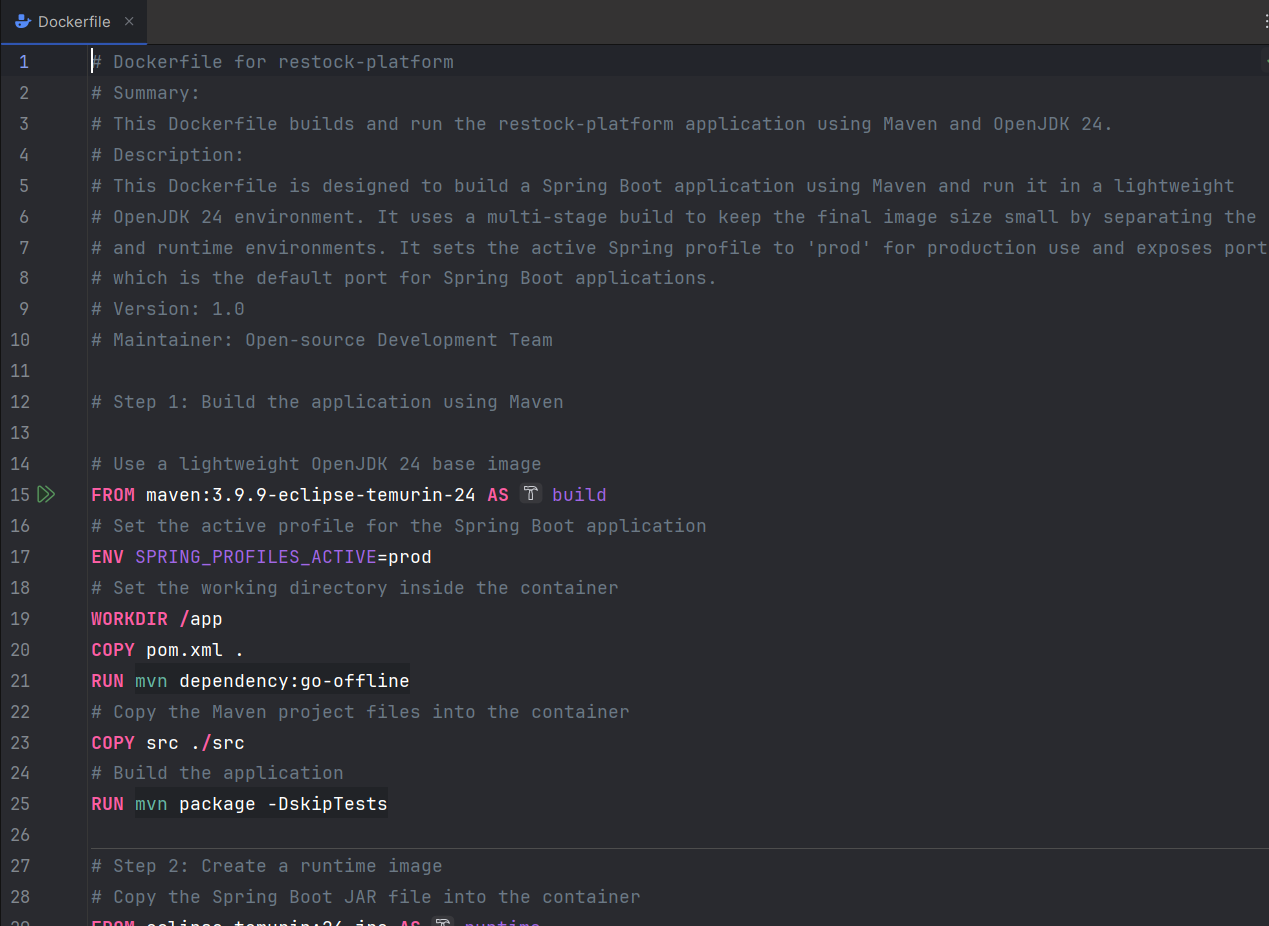 Dockerfile
1 # Dockerfile for restock-platform
2 # Summary:
3 # This Dockerfile builds and run the restock-platform application using Maven and OpenJDK 24.
4 # Description:
5 # This Dockerfile is designed to build a Spring Boot application using Maven and run it in a lightweight
6 # OpenJDK 24 environment. It uses a multi-stage build to keep the final image size small by separating the
7 # and runtime environments. It sets the active Spring profile to 'prod' for production use and exposes port
8 # which is the default port for Spring Boot applications.
9 # Version: 1.0
10 # Maintainer: Open-source Development Team
11
12 # Step 1: Build the application using Maven
13
14 # Use a lightweight OpenJDK 24 base image
15 FROM maven:3.9.9-eclipse-temurin-24 AS build
16 # Set the active profile for the Spring Boot application
17 ENV SPRING_PROFILES_ACTIVE=prod
18 # Set the working directory inside the container
19 WORKDIR /app
20 COPY pom.xml .
21 RUN mvn dependency:go-offline
22 # Copy the Maven project files into the container
23 COPY src ./src
24 # Build the application
25 RUN mvn package -DskipTests
26
27 # Step 2: Create a runtime image
28 # Copy the Spring Boot JAR file into the container
29 FROM eclipse-temurin:24-jre AS runtime